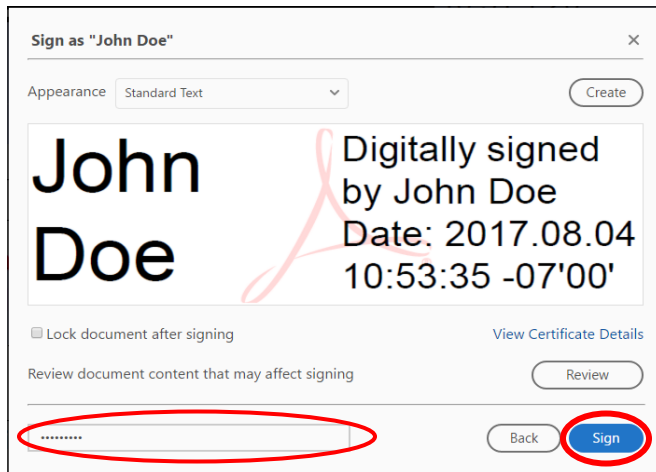 Sign as "John Doe"
×
Appearance Standard Text Create
John
Doe
Digitally signed
by John Doe
Date: 2017.08.04
10:53:35 -07'00'
Lock document after signing View Certificate Details
Review document content that may affect signing Review
••••••••• Back Sign